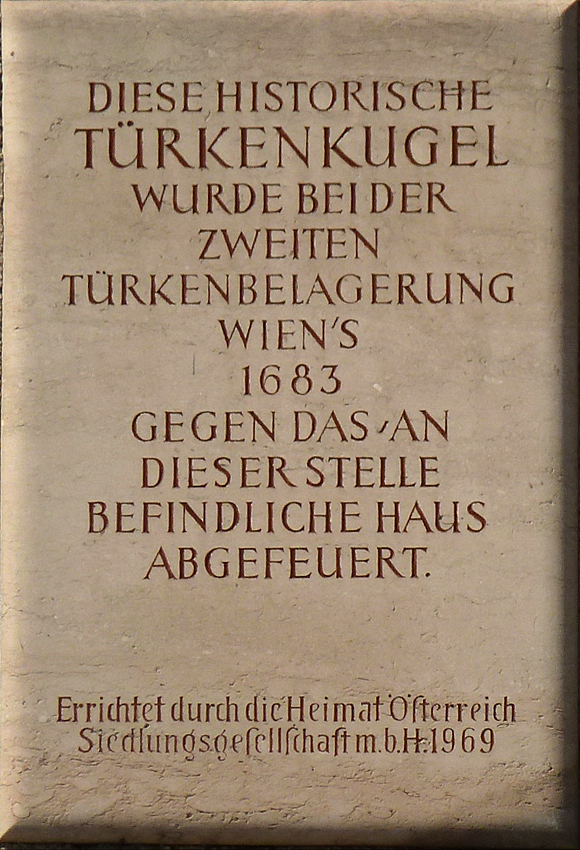 DIESE HISTORISCHE
TÜRKENKUGEL
WURDE BEI DER
ZWEITEN
TÜRKENBELAGERUNG
WIEN'S
1683
GEGEN DAS-AN
DIESER STELLE
BEFINDLICHE HAUS
ABGEFEUERT.
Errichtet durch die Heimat-Öſterreich
Siedlungsgeſellſchaft m.b.H.1969